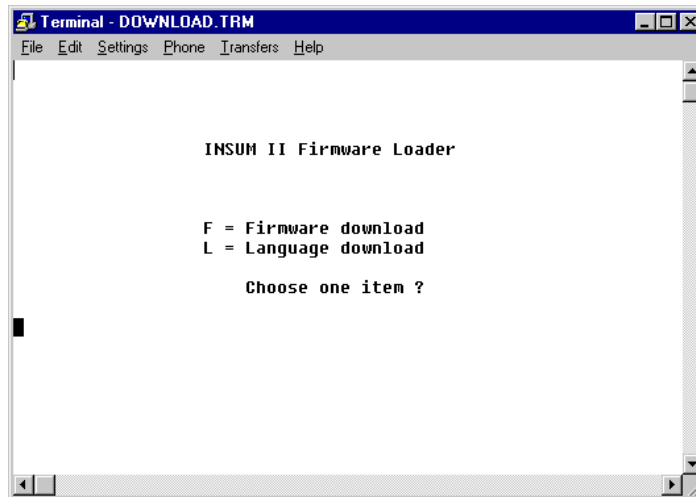 Terminal - DOWNLOAD.TRM
File Edit Settings Phone Transfers Help
INSUM II Firmware Loader
F = Firmware download
L = Language download
Choose one item ?